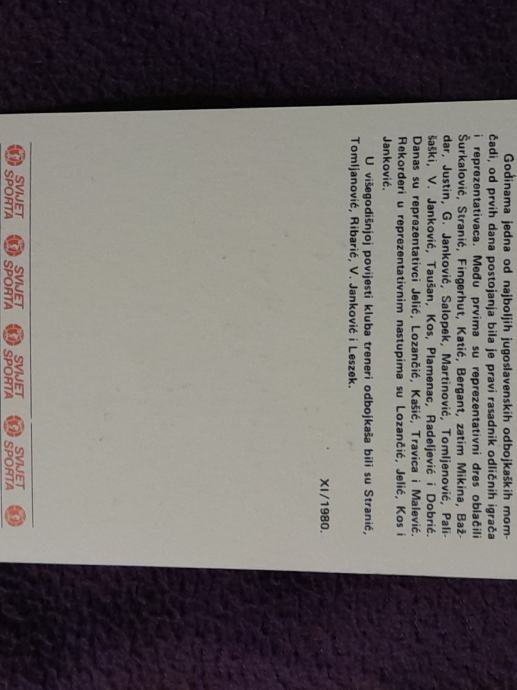 Godinama jedna od najboljih jugoslavenskih odbojkaških mom-
čadi, od prvih dana postojanja bila je pravi rasadnik odličnih igrača
i reprezentativaca. Među prvima su reprezentativni dres oblačili
Šurkalović, Stranić, Fingerhut, Katić, Bergant, zatim Mikina, Baž-
dar, Justin, G. Janković, Salopek, Martinović, Tomljenović, Pali-
šaški, V. Janković, Taušan, Kos, Plamenac, Radeljević i Dobrić.
Danas su reprezentativci Jelić, Lozančić, Kašić, Travica i Malević.
Rekorderi u reprezentativnim nastupima su Lozančić, Jelić, Kos i
Janković.
U višegodišnjoj povijesti kluba treneri odbojkaša bili su Stranić,
Tomljanović, Ribarić, V. Janković i Leszek.
XI/1980.
SVIJET SVIJET SVIJET SVIJET
SPORTA SPORTA SPORTA SPORTA